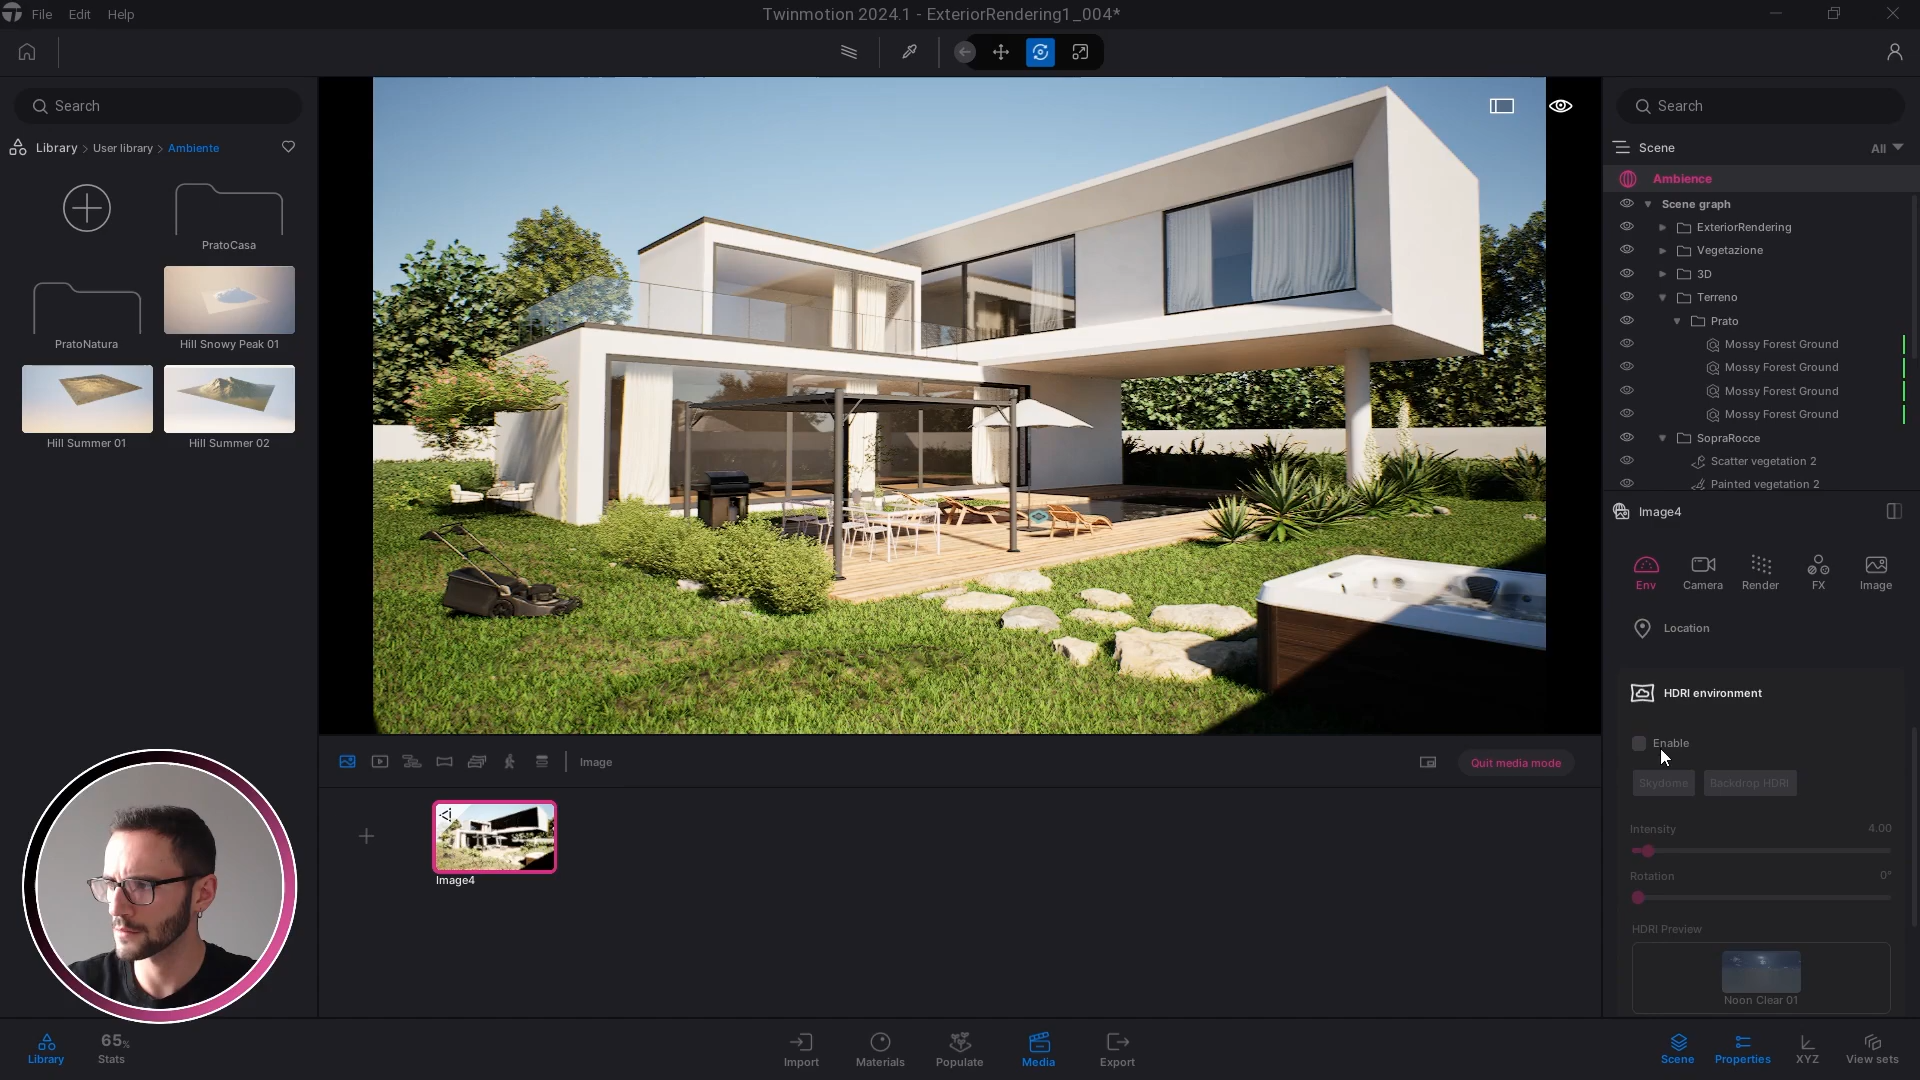 File Edit Help
Twinmotion 2024.1 - ExteriorRendering1_004*
Search
Library > User library > Ambiente
PratoCasa
PratoNatura
Hill Snowy Peak 01
Hill Summer 01
Hill Summer 02
Search
Scene
All
Ambience
Scene graph
ExteriorRendering
Vegetazione
3D
Terreno
Prato
Mossy Forest Ground
Mossy Forest Ground
Mossy Forest Ground
Mossy Forest Ground
SopraRocce
Scatter vegetation 2
Painted vegetation 2
Image4
Env
Camera
Render
FX
Image
Location
HDRI environment
Enable
Skydome
Backdrop HDRI
Intensity 4.00
Rotation 0°
HDRI Preview
Noon Clear 01
Image
Quit media mode
Image4
Library
65%
Stats
Import
Materials
Populate
Media
Export
Scene
Properties
XYZ
View sets